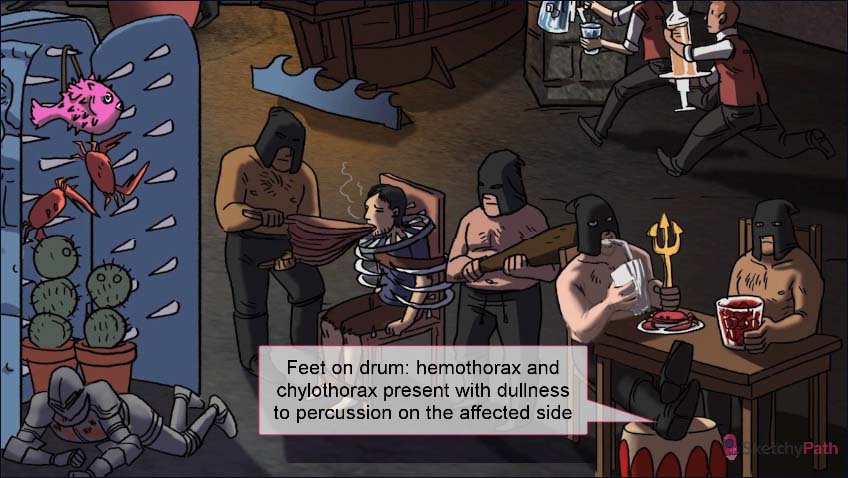 Feet on drum: hemothorax and
chylothorax present with dullness
to percussion on the affected side
SketchyPath